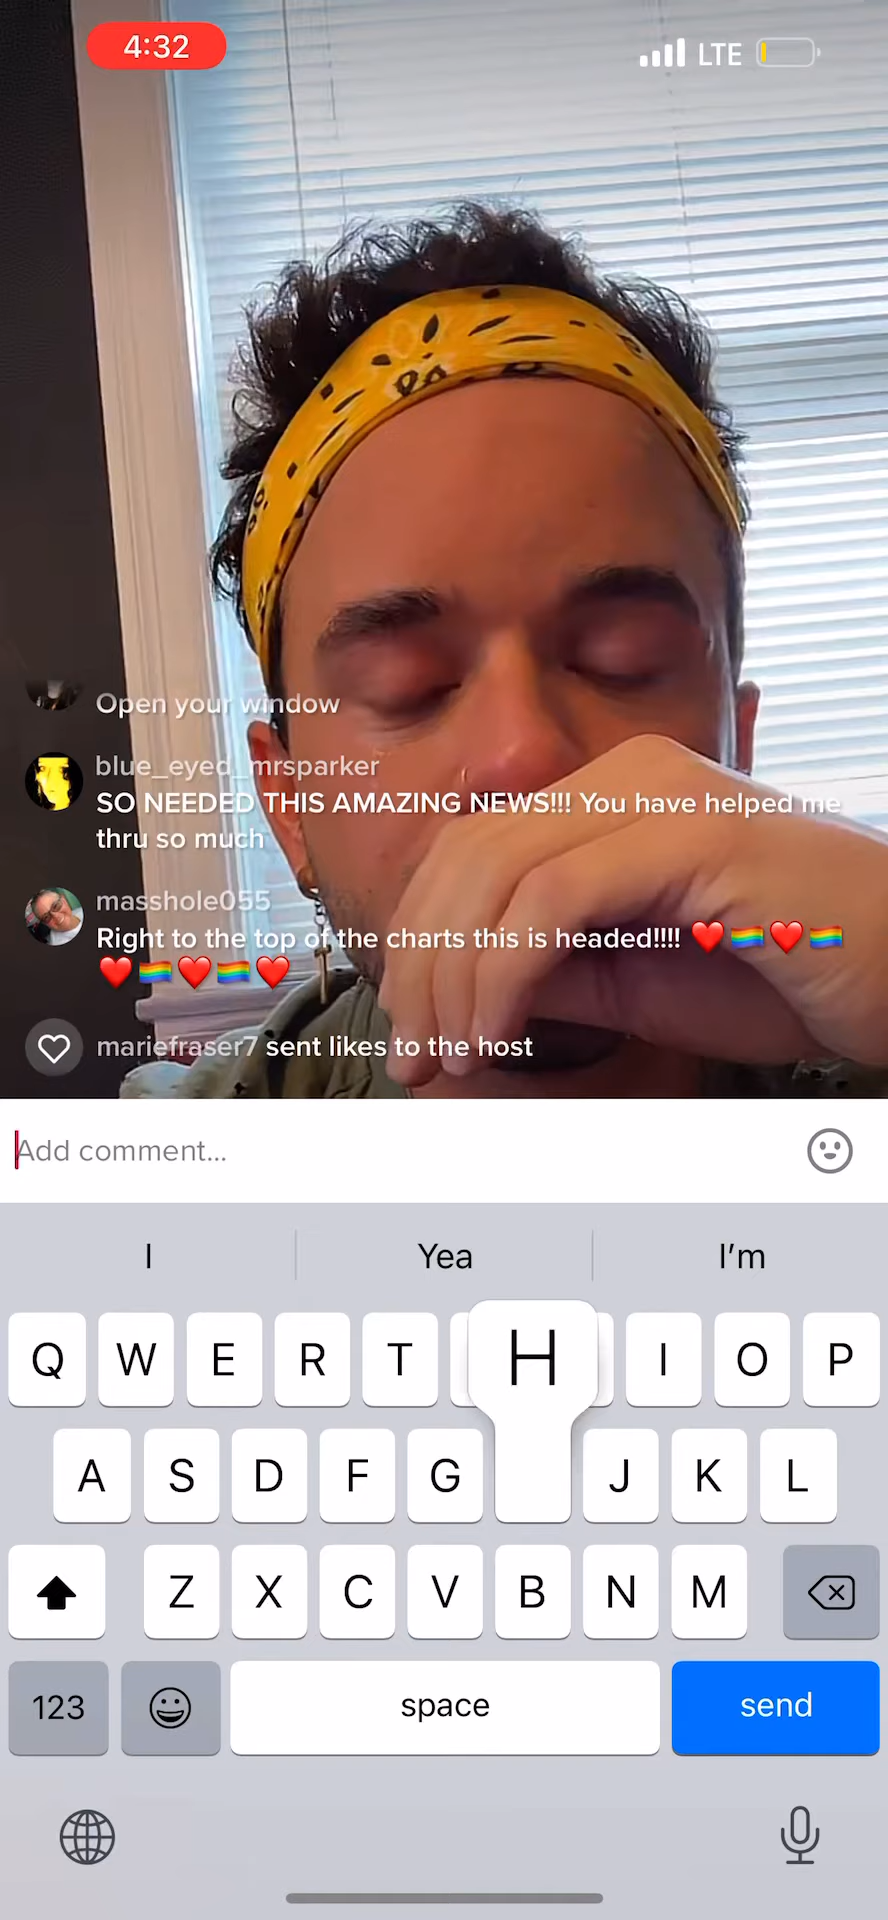 4:32 LTE
Open your window
blue_eyed_mrsparker
SO NEEDED THIS AMAZING NEWS!!! You have helped me
thru so much
masshole055
Right to the top of the charts this is headed!!!! ❤️🏳️‍🌈❤️🏳️‍🌈
❤️🏳️‍🌈❤️🏳️‍🌈❤️
mariefraser7 sent likes to the host
Add comment...
I Yea I'm
Q W E R T H I O P
A S D F G J K L
Z X C V B N M
123 space send